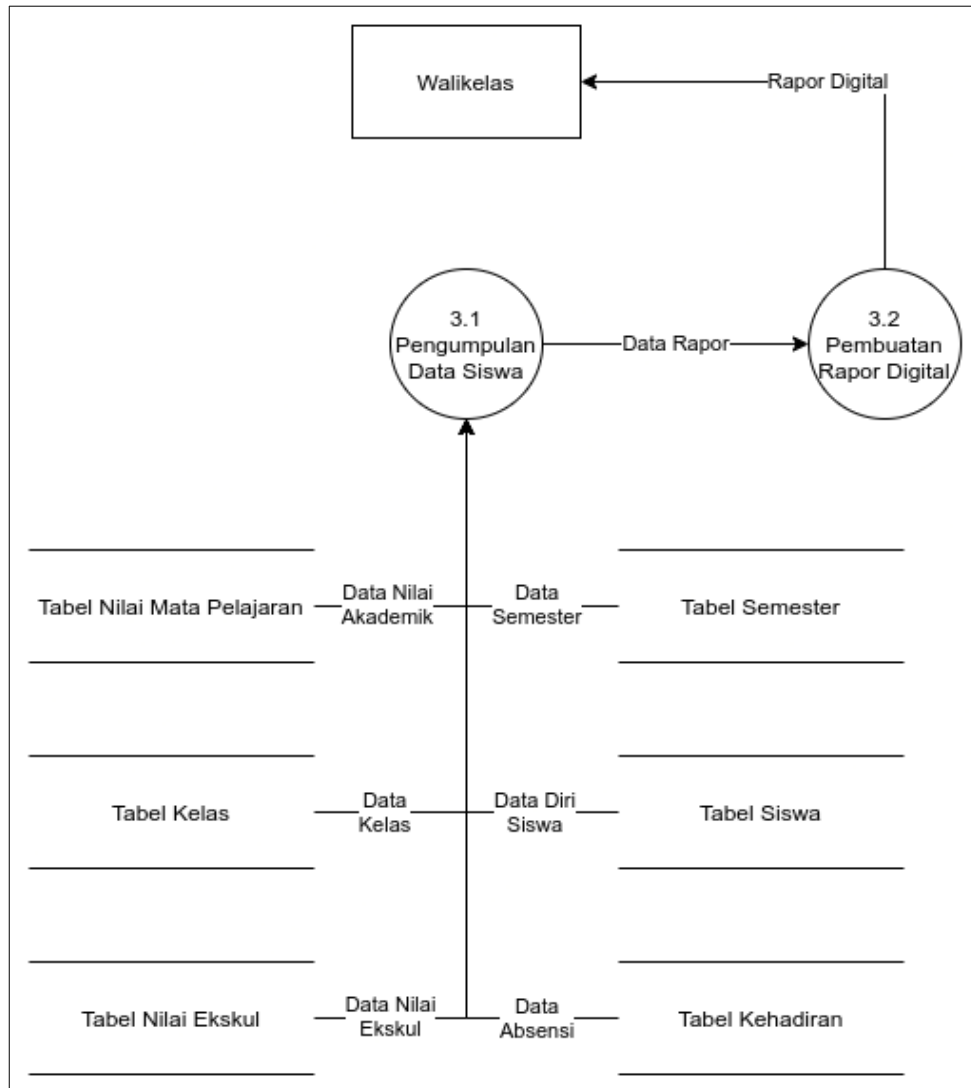 Walikelas
Rapor Digital
3.1
Pengumpulan
Data Siswa
Data Rapor
3.2
Pembuatan
Rapor Digital
Tabel Nilai Mata Pelajaran
Data Nilai
Akademik
Data
Semester
Tabel Semester
Tabel Kelas
Data
Kelas
Data Diri
Siswa
Tabel Siswa
Tabel Nilai Ekskul
Data Nilai
Ekskul
Data
Absensi
Tabel Kehadiran